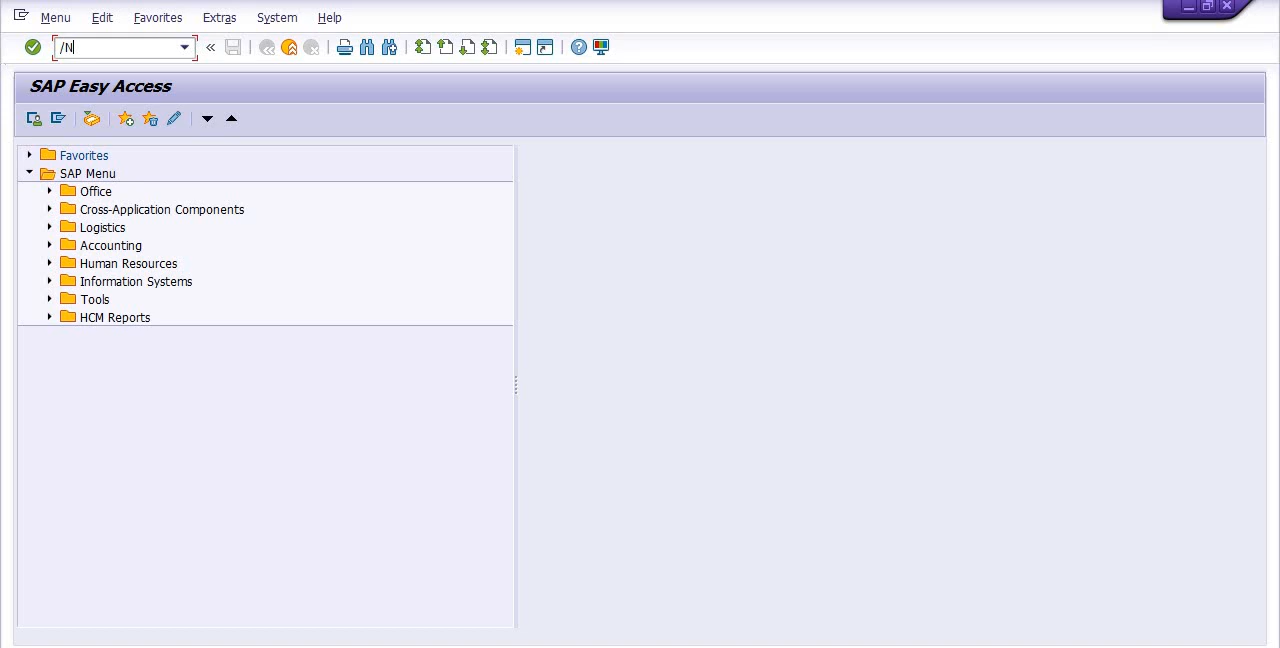 Menu Edit Favorites Extras System Help
/N
SAP Easy Access
Favorites
SAP Menu
Office
Cross-Application Components
Logistics
Accounting
Human Resources
Information Systems
Tools
HCM Reports